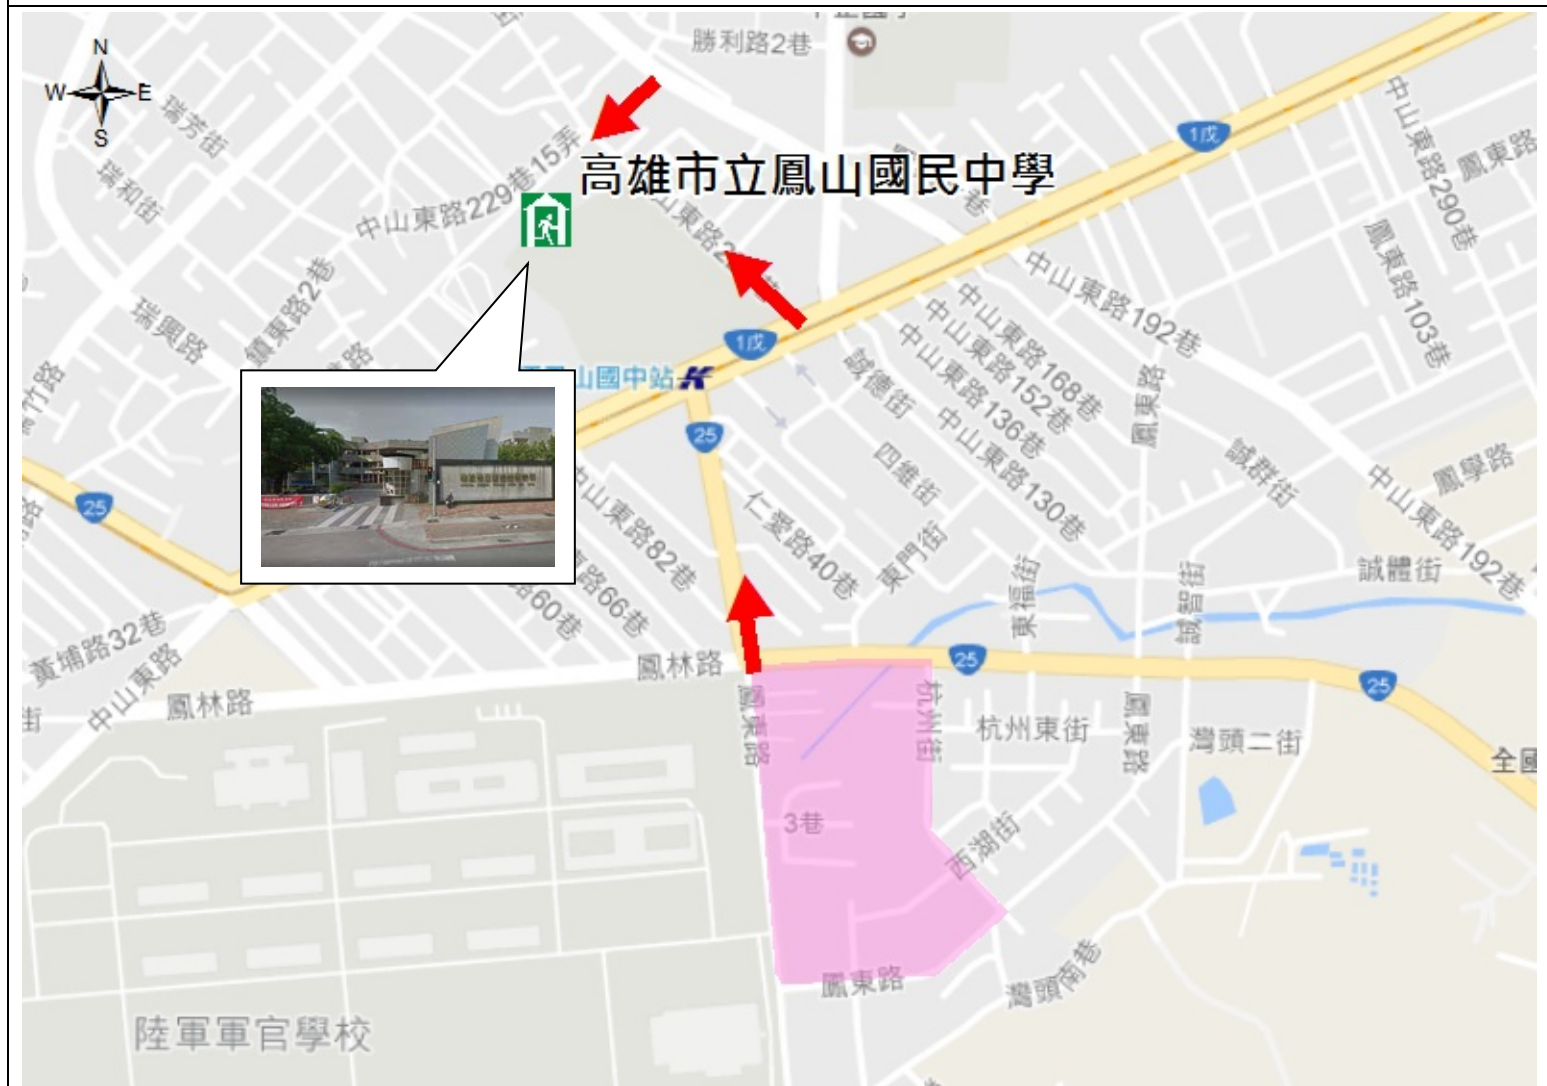 N
W
E
S
勝利路2巷
1戊
中山東路290巷
鳳東路
瑞芳街
瑞和街
中山東路229巷15弄
高雄市立鳳山國民中學
鳳東路103巷
中山東路192巷
瑞興路
鎮東路2巷
1戊
山國中站
中山東路168巷
中山東路152巷
中山東路136巷
中山東路130巷
誠德街
鳳東路
25
四維街
誠群街
鳳學路
中山東路192巷
25
中山東路82巷
仁愛路40巷
東門街
路66巷
路60巷
東福街
誠智街
誠體街
黃埔路32巷
中山東路
鳳林路
鳳林路
25
25
街
鳳東路
杭州街
杭州東街
鳳東路
灣頭二街
全國
3巷
西湖街
鳳東路
灣頭南巷
陸軍軍官學校